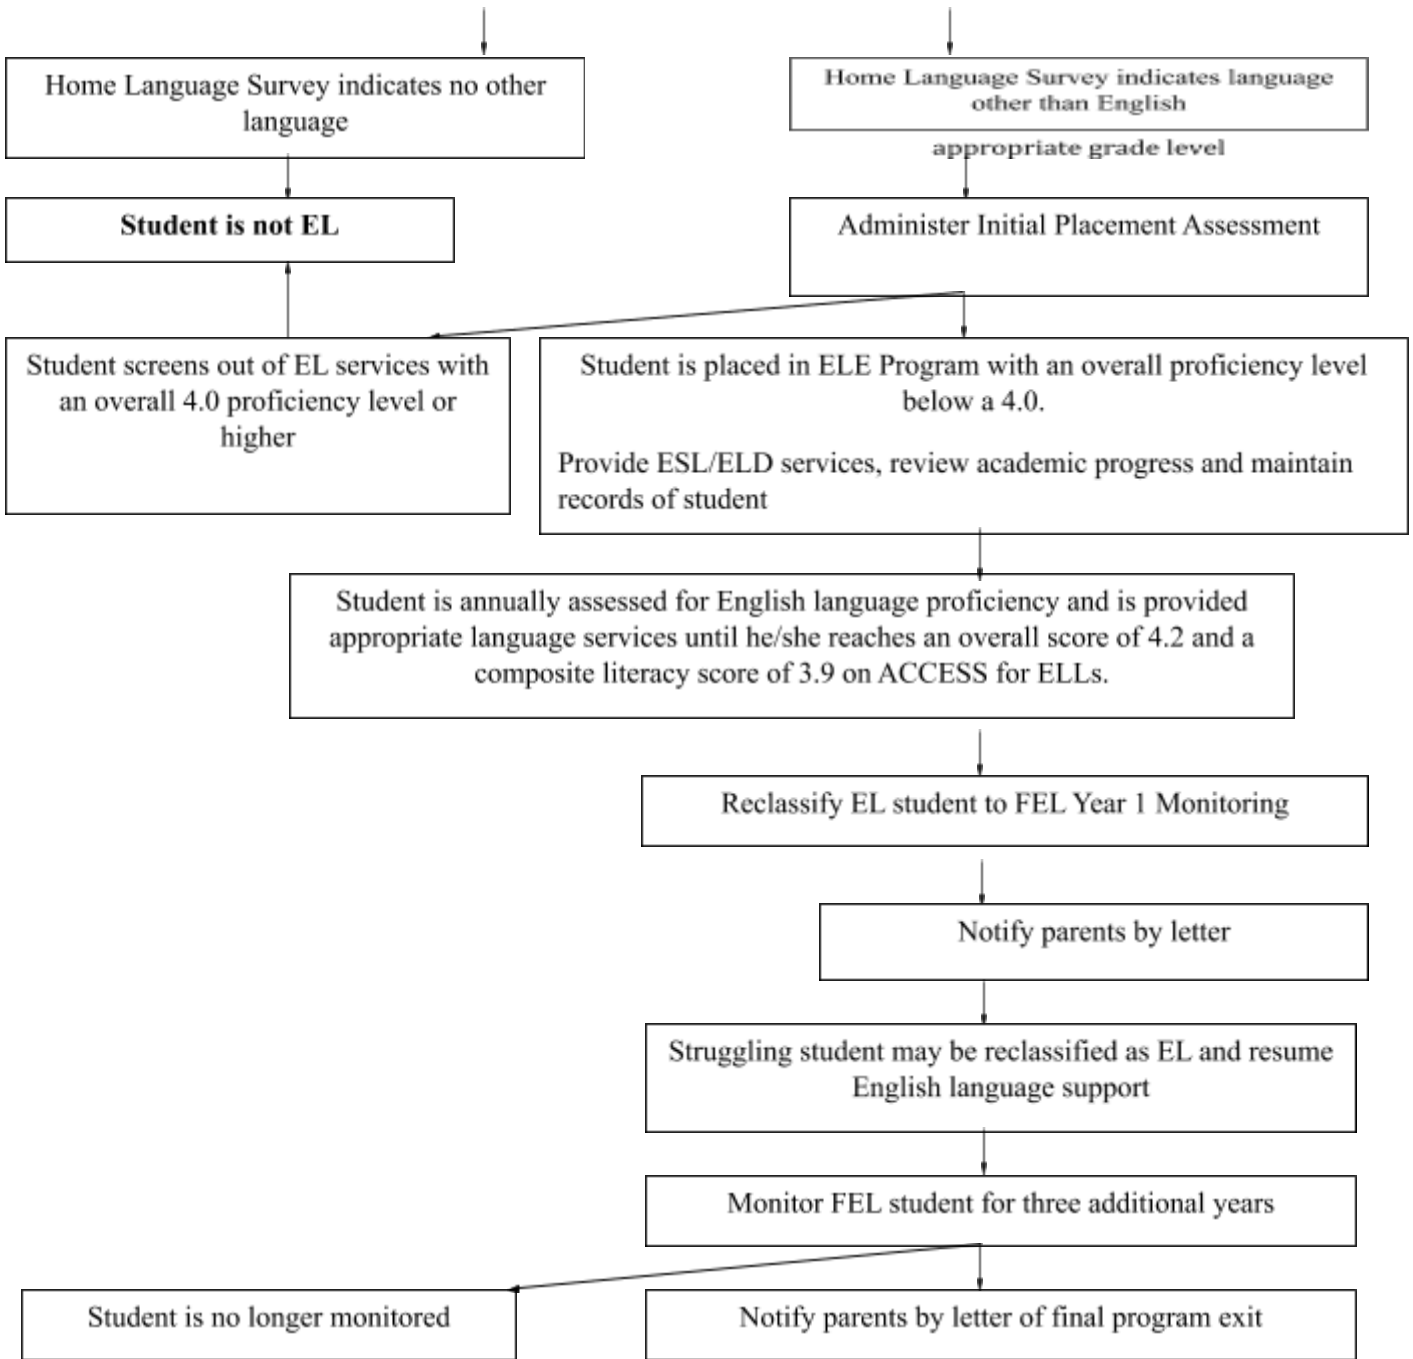 Home Language Survey indicates no other
language
Home Language Survey indicates language
other than English
appropriate grade level
Student is not EL
Administer Initial Placement Assessment
Student screens out of EL services with
an overall 4.0 proficiency level or
higher
Student is placed in ELE Program with an overall proficiency level
below a 4.0.
Provide ESL/ELD services, review academic progress and maintain
records of student
Student is annually assessed for English language proficiency and is provided
appropriate language services until he/she reaches an overall score of 4.2 and a
composite literacy score of 3.9 on ACCESS for ELLs.
Reclassify EL student to FEL Year 1 Monitoring
Notify parents by letter
Struggling student may be reclassified as EL and resume
English language support
Monitor FEL student for three additional years
Student is no longer monitored
Notify parents by letter of final program exit